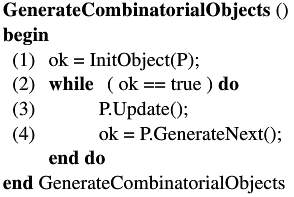 GenerateCombinatorialObjects ()
begin
(1) ok = InitObject(P);
(2) while ( ok == true ) do
(3) P.Update();
(4) ok = P.GenerateNext();
end do
end GenerateCombinatorialObjects